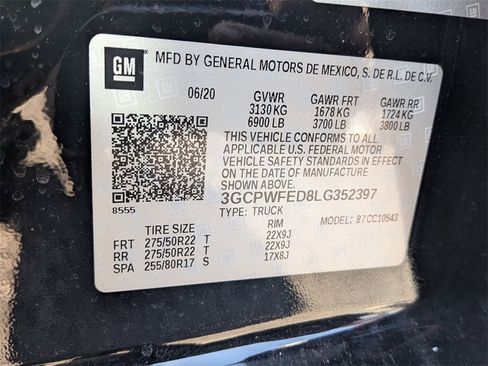 GM
MFD BY GENERAL MOTORS DE MEXICO, S. DE R.L. DE C.V.
06/20 GVWR GAWR FRT GAWR RR
3130 KG 1678 KG 1724 KG
6900 LB 3700 LB 3800 LB
THIS VEHICLE CONFORMS TO ALL
APPLICABLE U.S. FEDERAL MOTOR
VEHICLE SAFETY STANDARDS IN EFFECT
ON THE DATE OF MANUFACTURE SHOWN ABOVE.
3GCPWFED8LG352397
8555 TYPE: TRUCK 87CC10543
TIRE SIZE RIM
FRT 275/50R22 T 22X9J
RR 275/50R22 T 22X9J
SPA 255/80R17 S 17X8J